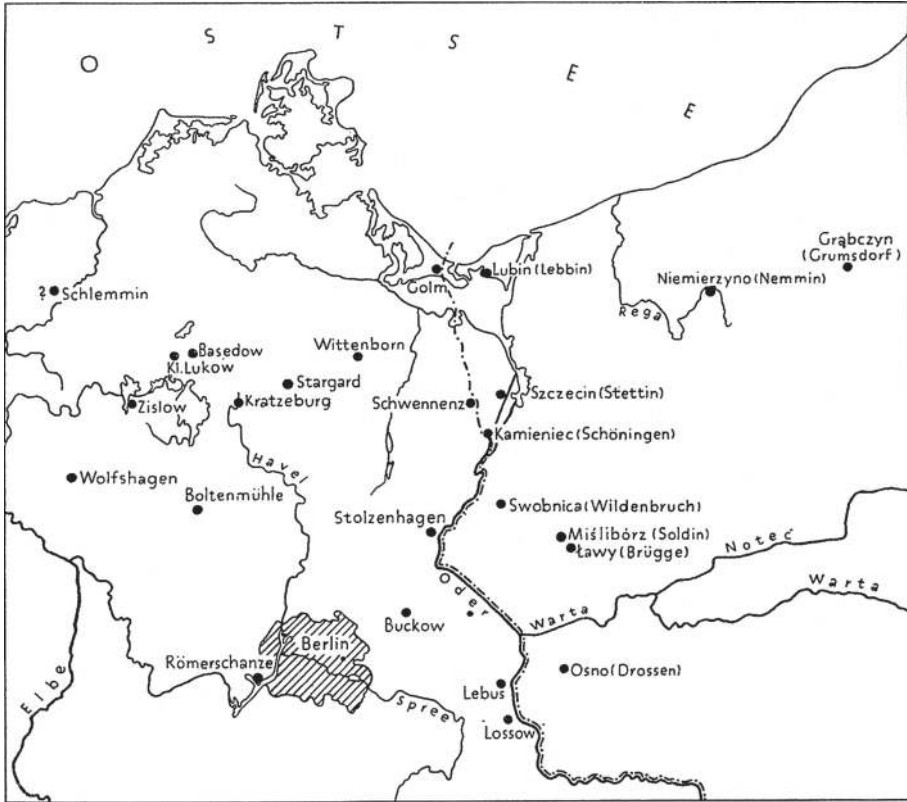 OSTSEE
Grąbczyn
(Grumsdorf)
Golm
Lubin (Lebbin)
Niemierzyno (Nemmin)
? Schlemmin
Rega
Basedow
Kl. Lukow
Wittenborn
Stargard
Szczecin (Stettin)
Zislow
Kratzeburg
Schwennenz
Kamieniec (Schöningen)
Havel
Wolfshagen
Boltenmühle
Swobnica (Wildenbruch)
Stolzenhagen
Miślibórz (Soldin)
Noteć
Ławy (Brügge)
Oder
Warta
Buckow
Warta
Berlin
Römerschanze
Osno (Drossen)
Elbe
Lebus
Spree
Lossow